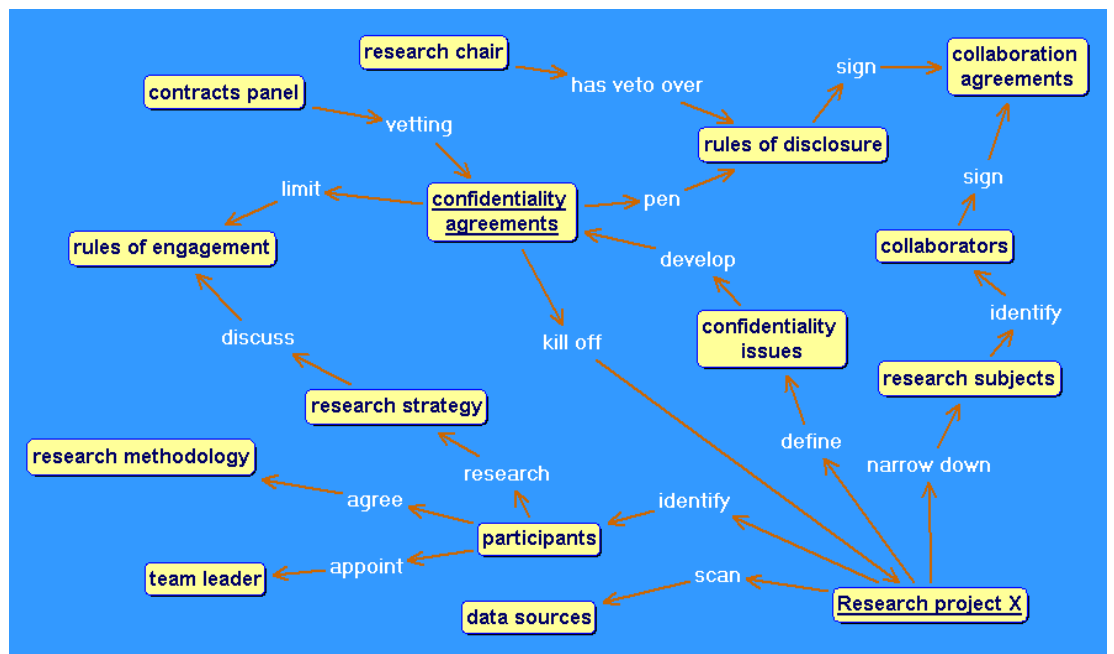 research chair
collaboration
agreements
sign
has veto over
contracts panel
vetting
rules of disclosure
sign
limit
confidentiality
agreements
pen
rules of engagement
collaborators
develop
identify
confidentiality
issues
discuss
kill off
research subjects
research strategy
define
research methodology
narrow down
research
agree
identify
participants
appoint
team leader
scan
Research project X
data sources